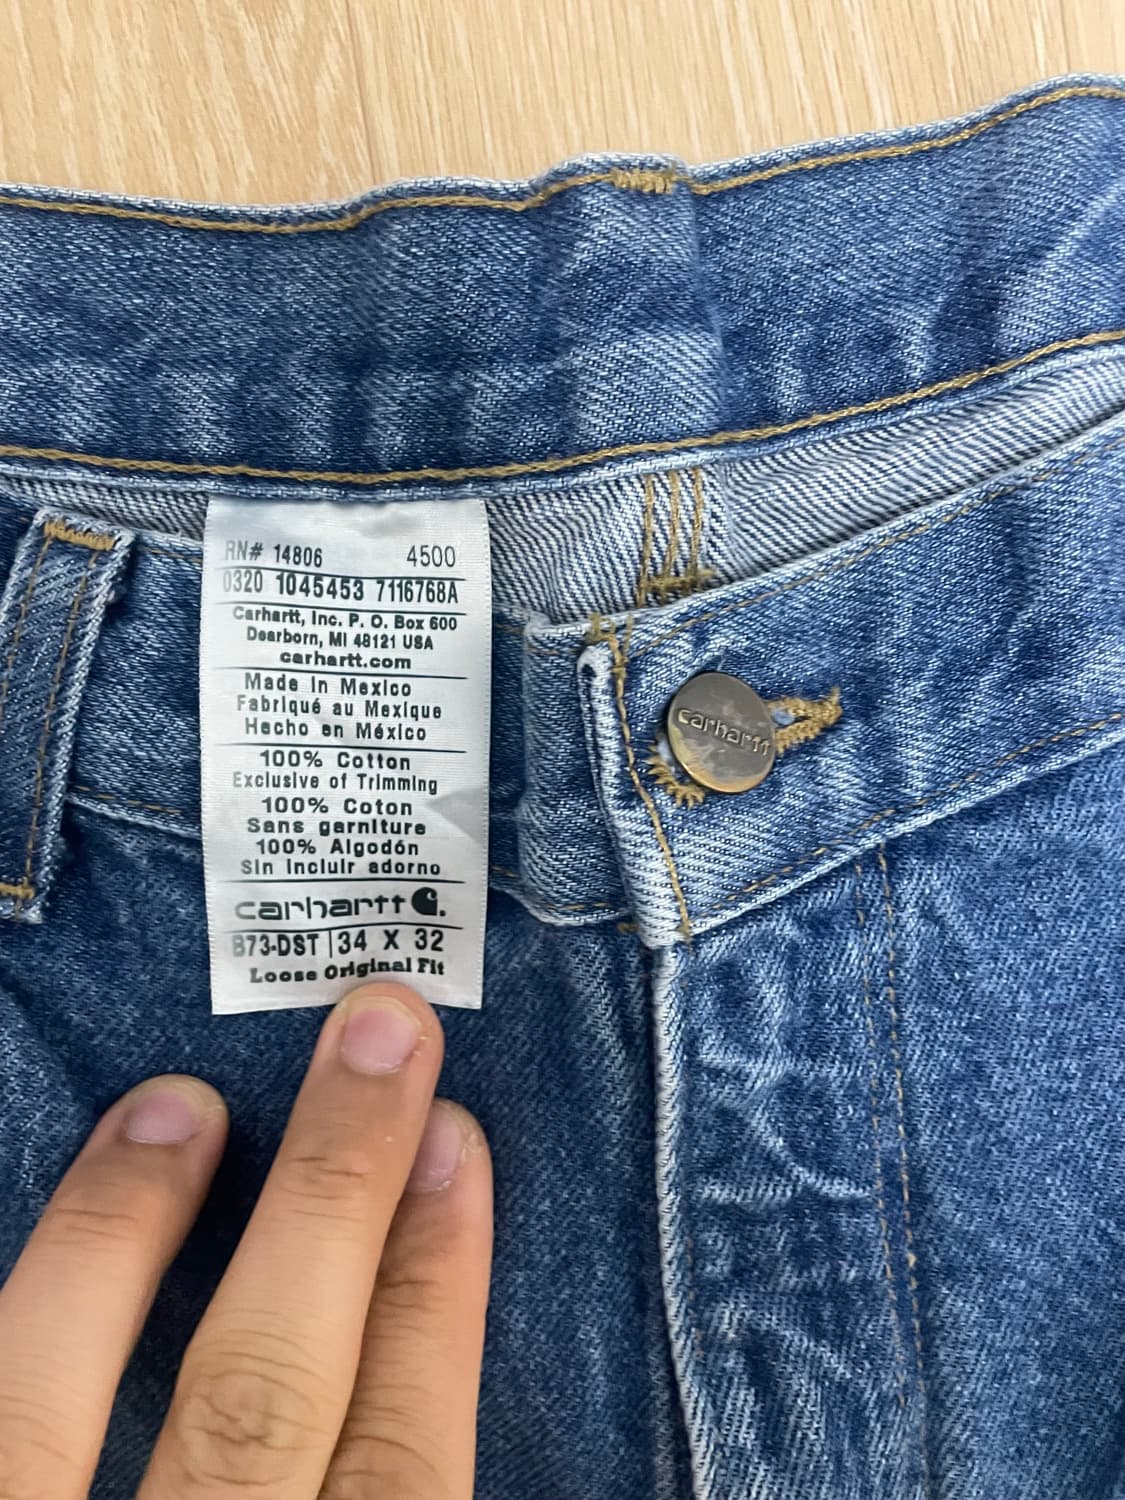 RN# 14806 4500
0320 1045453 7116768A
Carhartt, Inc. P. O. Box 600
Dearborn, MI 48121 USA
carhartt.com
Made in Mexico
Fabriqué au Mexique
Hecho en México
100% Cotton
Exclusive of Trimming
100% Coton
Sans garniture
100% Algodón
Sin incluir adorno
carhartt
B73-DST | 34 X 32
Loose Original Fit
carhartt